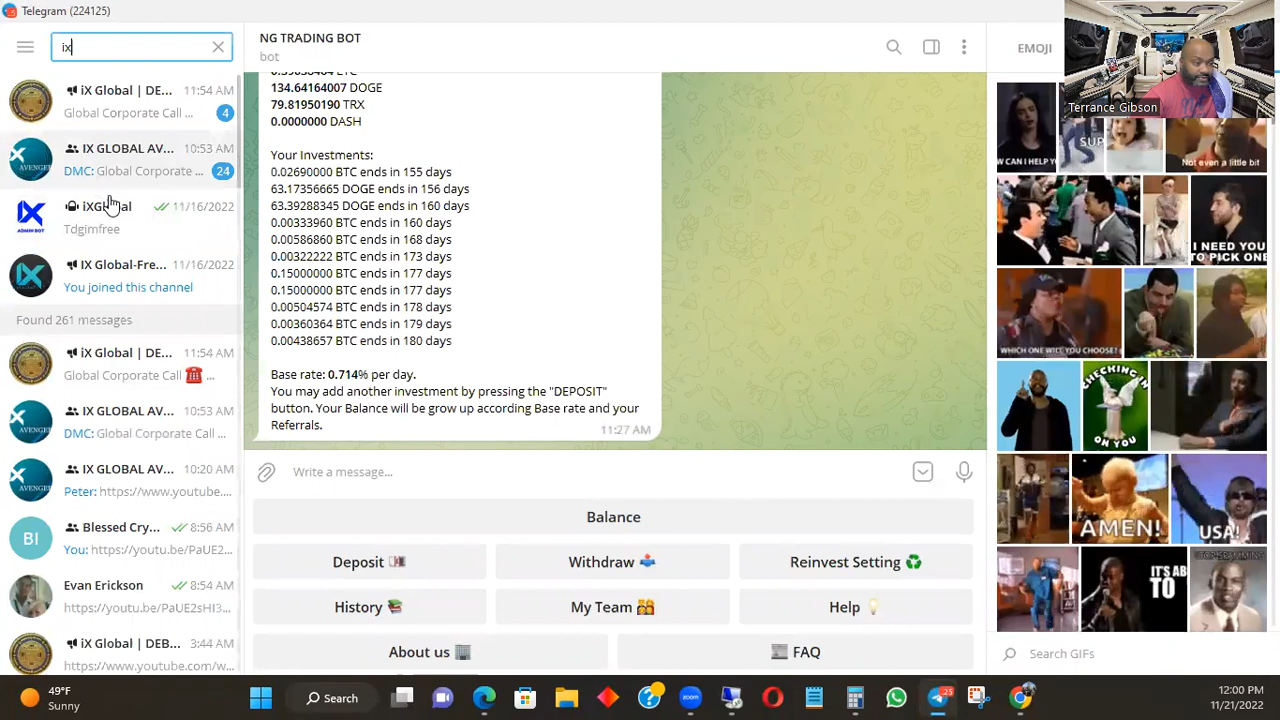 Telegram (224125)
ix
iX Global | DE... 11:54 AM
Global Corporate Call ... 4
IX GLOBAL AV... 10:53 AM
DMC: Global Corporate ... 24
iXGlobal 11/16/2022
Tdgimfree
IX Global-Fre... 11/16/2022
You joined this channel
Found 261 messages
iX Global | DE... 11:54 AM
Global Corporate Call ☎️ ...
IX GLOBAL AV... 10:53 AM
DMC: Global Corporate Call ...
IX GLOBAL AV... 10:20 AM
Peter: https://www.youtube....
BI
Blessed Cry... 8:56 AM
You: https://youtu.be/PaUE2...
Evan Erickson 8:54 AM
https://youtu.be/PaUE2sHI3...
iX Global | DEB... 3:44 AM
https://www.youtube.com/w...
AVENGER
AVENGER
AVENGER
ADMIN BOT
NG TRADING BOT
bot
134.64164007 DOGE
79.81950190 TRX
0.0000000 DASH
Your Investments:
0.02690000 BTC ends in 155 days
63.17356665 DOGE ends in 156 days
63.39288345 DOGE ends in 160 days
0.00333960 BTC ends in 160 days
0.00586860 BTC ends in 168 days
0.00322222 BTC ends in 173 days
0.15000000 BTC ends in 177 days
0.15000000 BTC ends in 177 days
0.00504574 BTC ends in 178 days
0.00360364 BTC ends in 179 days
0.00438657 BTC ends in 180 days
Base rate: 0.714% per day.
You may add another investment by pressing the "DEPOSIT"
button. Your Balance will be grow up according Base rate and your
Referrals.
11:27 AM
Write a message...
Balance
Deposit
Withdraw
Reinvest Setting
History
My Team
Help
About us
FAQ
EMOJI
Terrance Gibson
W CAN I HELP Y
SUP
Not even a little bit
I NEED YOU
TO PICK ONE
WHICH ONE WILL YOU CHOOSE?
CHECKING IN
ON YOU
AMEN!
USA!
IT'S AB
TO
Search GIFs
49°F
Sunny
Search
zoom
25
12:00 PM
11/21/2022